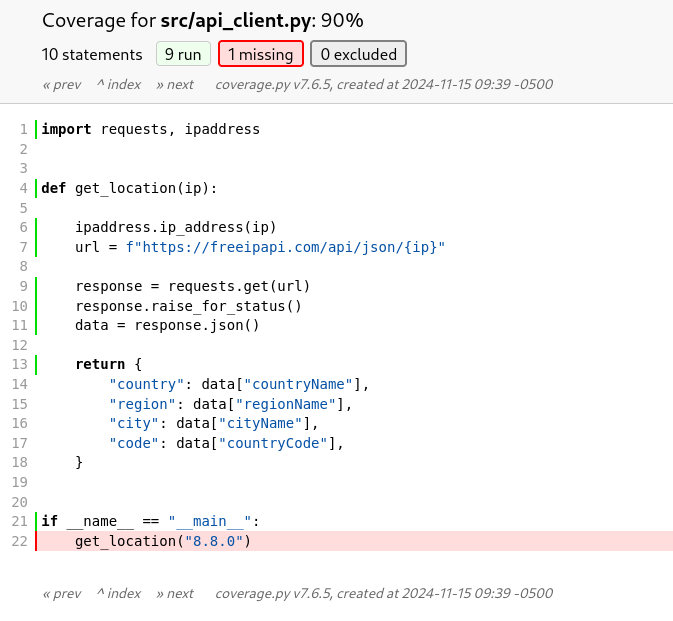 Coverage for src/api_client.py: 90%
10 statements 9 run 1 missing 0 excluded
« prev ^ index » next coverage.py v7.6.5, created at 2024-11-15 09:39 -0500
1 import requests, ipaddress
2
3
4 def get_location(ip):
5
6     ipaddress.ip_address(ip)
7     url = f"https://freeipapi.com/api/json/{ip}"
8
9     response = requests.get(url)
10     response.raise_for_status()
11     data = response.json()
12
13     return {
14         "country": data["countryName"],
15         "region": data["regionName"],
16         "city": data["cityName"],
17         "code": data["countryCode"],
18     }
19
20
21 if __name__ == "__main__":
22     get_location("8.8.0")
« prev ^ index » next coverage.py v7.6.5, created at 2024-11-15 09:39 -0500